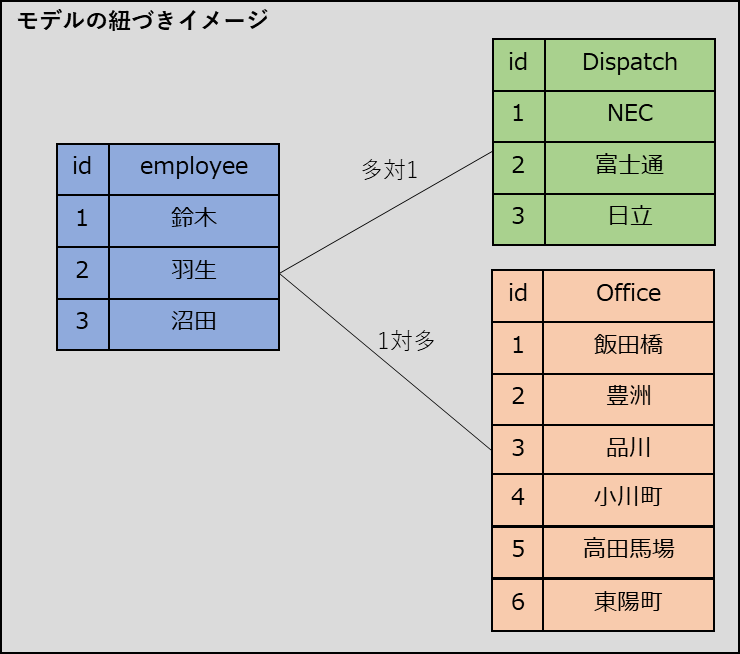 モデルの紐づきイメージ
id employee
1 鈴木
2 羽生
3 沼田
多対1
1対多
id Dispatch
1 NEC
2 富士通
3 日立
id Office
1 飯田橋
2 豊洲
3 品川
4 小川町
5 高田馬場
6 東陽町